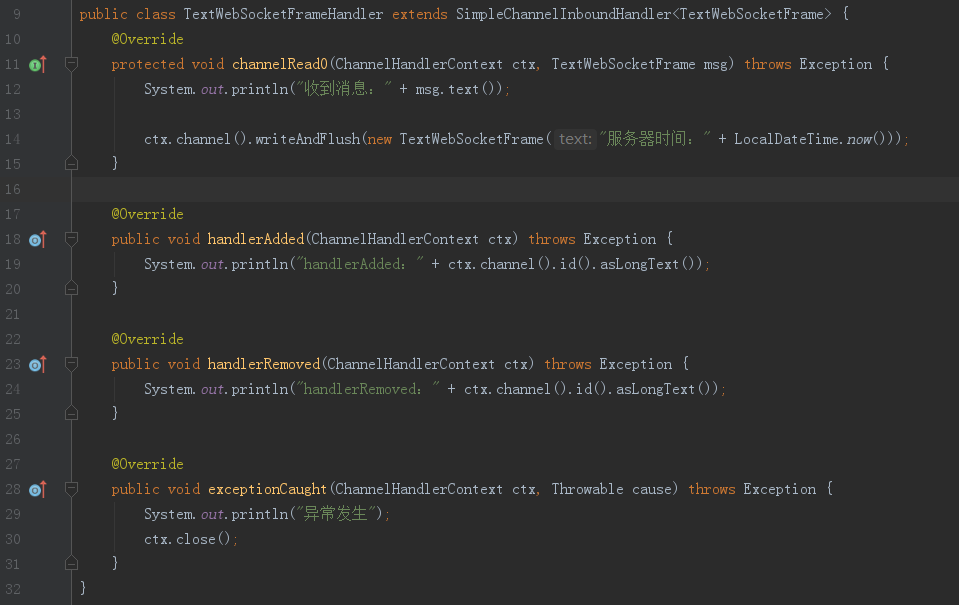 9 public class TextWebSocketFrameHandler extends SimpleChannelInboundHandler<TextWebSocketFrame> {
10 @Override
11 protected void channelRead0(ChannelHandlerContext ctx, TextWebSocketFrame msg) throws Exception {
12 System.out.println("收到消息：" + msg.text());
13
14 ctx.channel().writeAndFlush(new TextWebSocketFrame( text: "服务器时间：" + LocalDateTime.now()));
15 }
16
17 @Override
18 public void handlerAdded(ChannelHandlerContext ctx) throws Exception {
19 System.out.println("handlerAdded：" + ctx.channel().id().asLongText());
20 }
21
22 @Override
23 public void handlerRemoved(ChannelHandlerContext ctx) throws Exception {
24 System.out.println("handlerRemoved：" + ctx.channel().id().asLongText());
25 }
26
27 @Override
28 public void exceptionCaught(ChannelHandlerContext ctx, Throwable cause) throws Exception {
29 System.out.println("异常发生");
30 ctx.close();
31 }
32 }